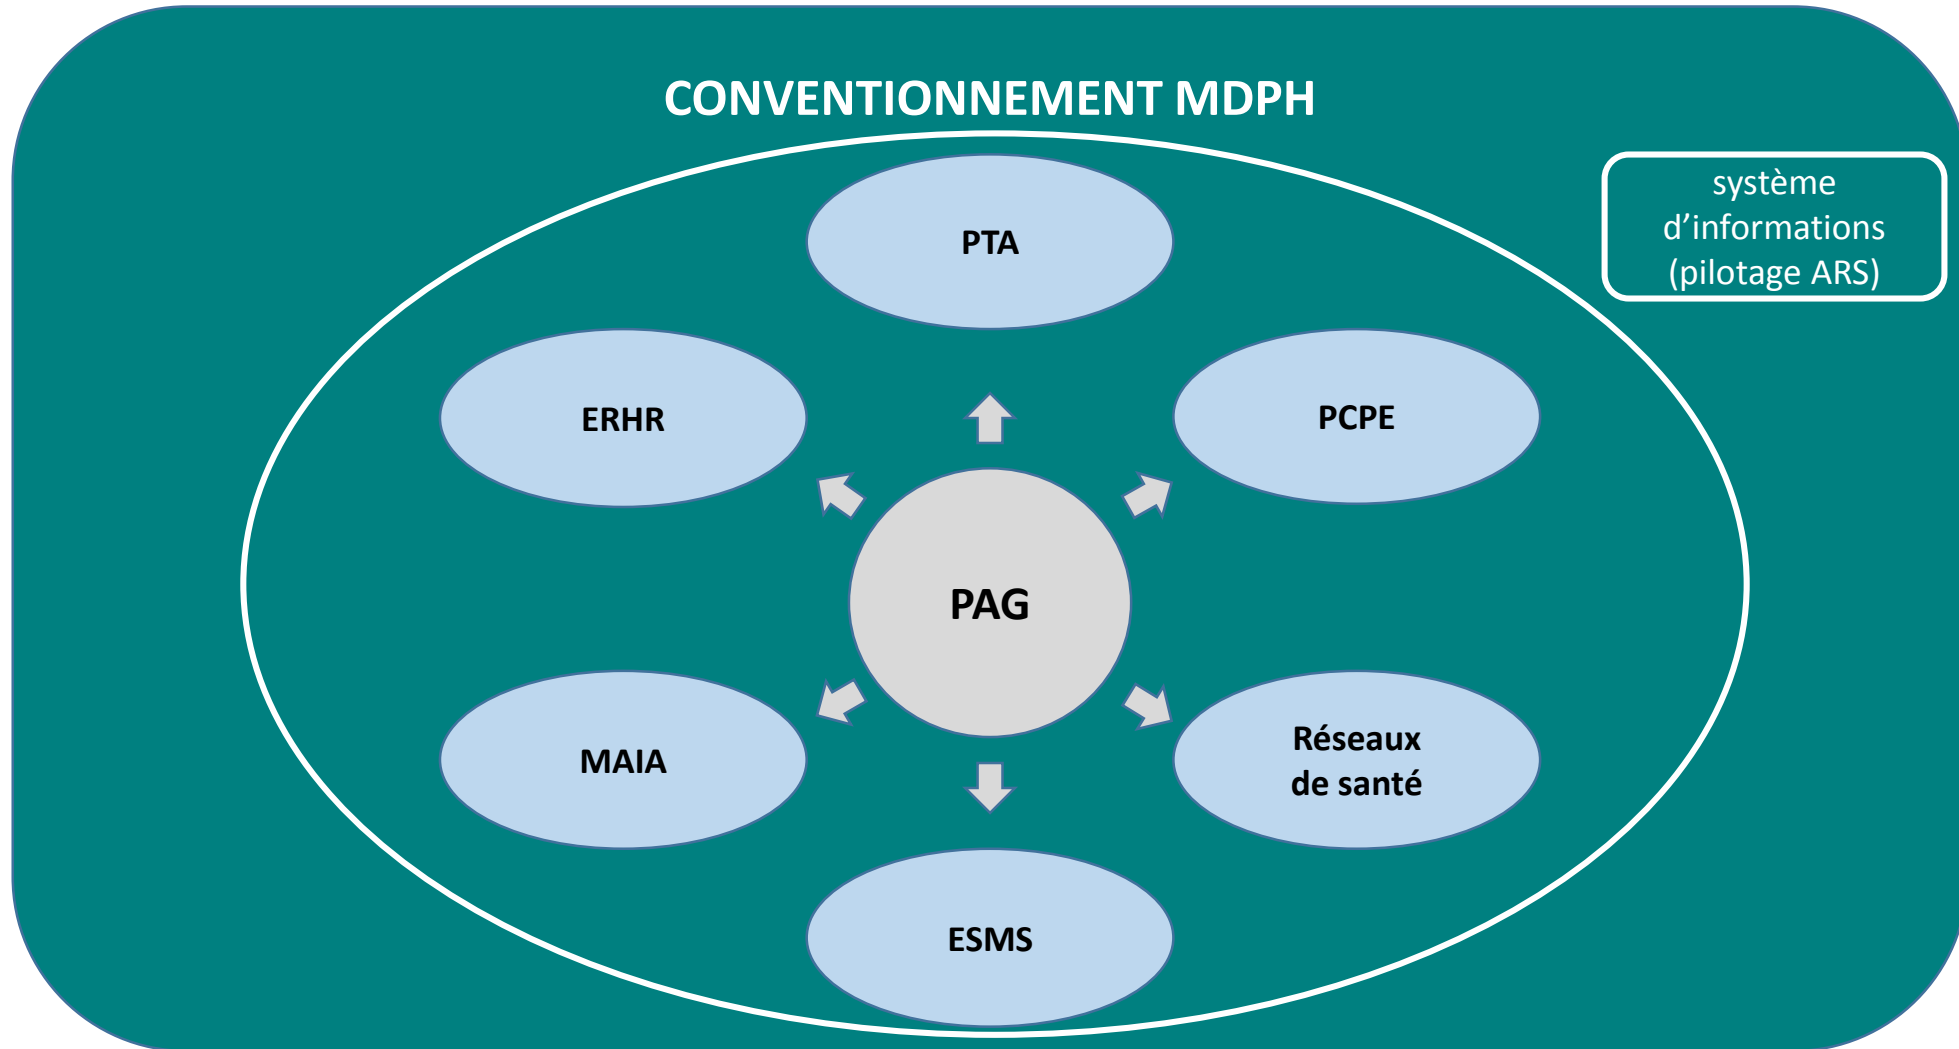 CONVENTIONNEMENT MDPH
système
d’informations
(pilotage ARS)
PTA
ERHR
PCPE
PAG
MAIA
Réseaux
de santé
ESMS